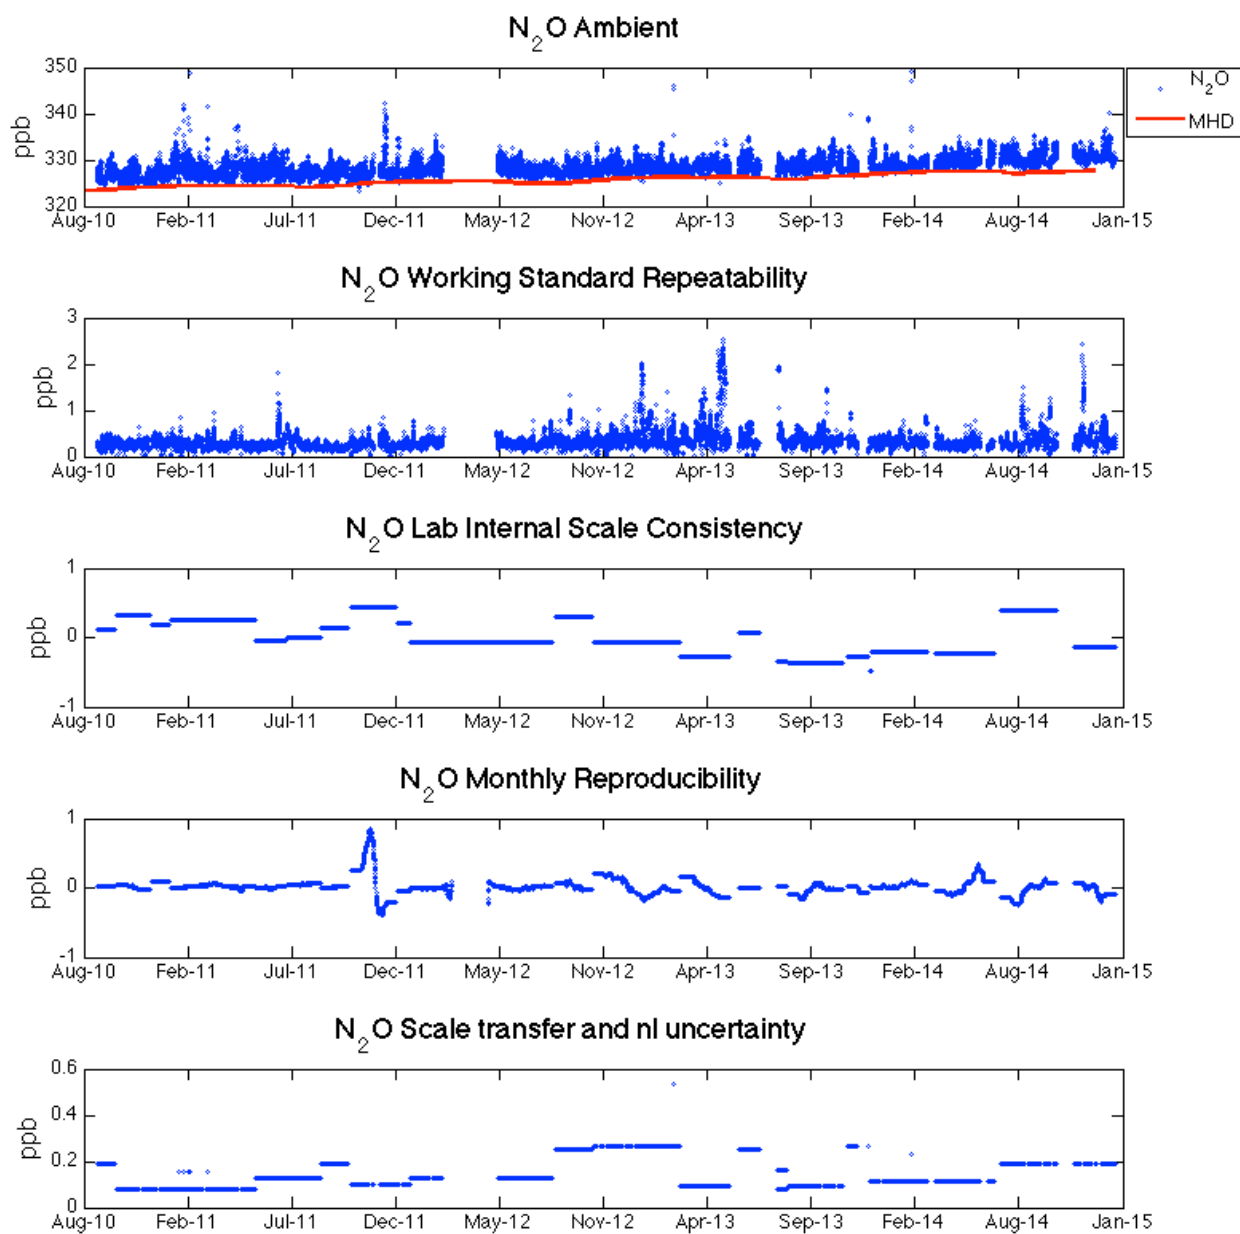 N₂O Ambient
350
340
330
320
ppb
Aug-10 Feb-11 Jul-11 Dec-11 May-12 Nov-12 Apr-13 Sep-13 Feb-14 Aug-14 Jan-15
N₂O
MHD
N₂O Working Standard Repeatability
3
2
1
0
ppb
Aug-10 Feb-11 Jul-11 Dec-11 May-12 Nov-12 Apr-13 Sep-13 Feb-14 Aug-14 Jan-15
N₂O Lab Internal Scale Consistency
1
0
-1
ppb
Aug-10 Feb-11 Jul-11 Dec-11 May-12 Nov-12 Apr-13 Sep-13 Feb-14 Aug-14 Jan-15
N₂O Monthly Reproducibility
1
0
-1
ppb
Aug-10 Feb-11 Jul-11 Dec-11 May-12 Nov-12 Apr-13 Sep-13 Feb-14 Aug-14 Jan-15
N₂O Scale transfer and nl uncertainty
0.6
0.4
0.2
0
ppb
Aug-10 Feb-11 Jul-11 Dec-11 May-12 Nov-12 Apr-13 Sep-13 Feb-14 Aug-14 Jan-15